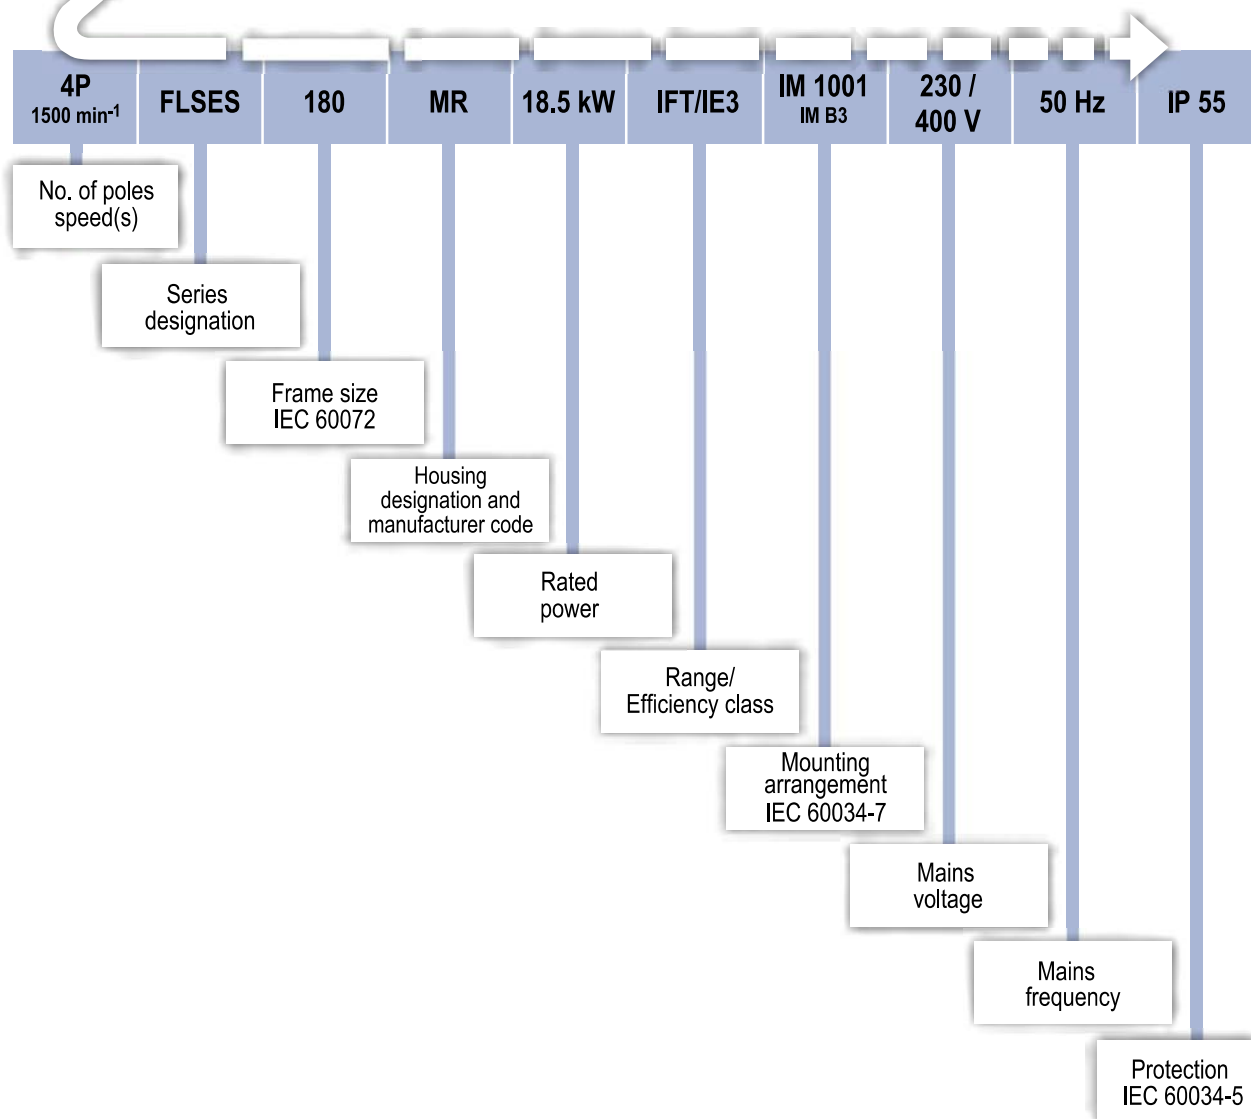 4P
1500 min-1
FLSES
180
MR
18.5 kW
IFT/IE3
IM 1001
IM B3
230 /
400 V
50 Hz
IP 55
No. of poles
speed(s)
Series
designation
Frame size
IEC 60072
Housing
designation and
manufacturer code
Rated
power
Range/
Efficiency class
Mounting
arrangement
IEC 60034-7
Mains
voltage
Mains
frequency
Protection
IEC 60034-5